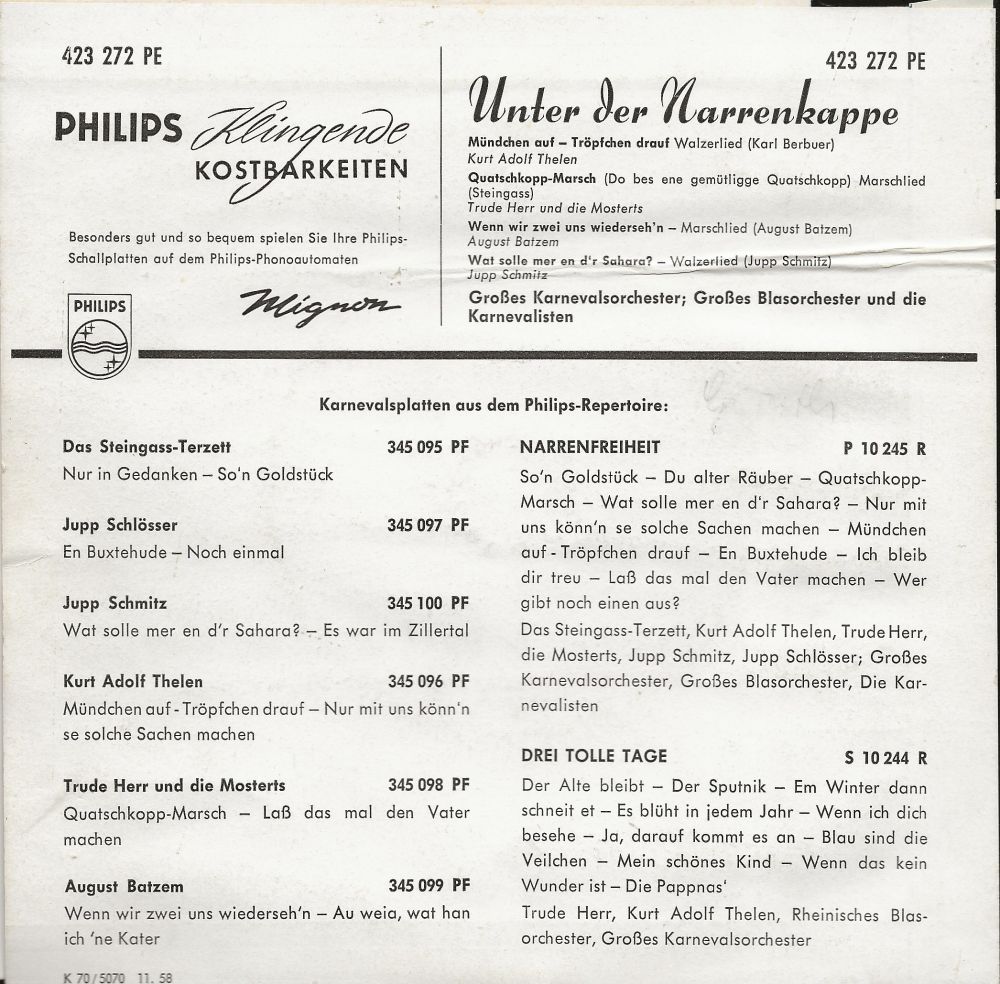 423 272 PE
PHILIPS Klingende
KOSTBARKEITEN
Besonders gut und so bequem spielen Sie Ihre Philips-
Schallplatten auf dem Philips-Phonoautomaten
Mignon
PHILIPS
423 272 PE
Unter der Narrenkappe
Mündchen auf – Tröpfchen drauf Walzerlied (Karl Berbuer)
Kurt Adolf Thelen
Quatschkopp-Marsch (Do bes ene gemütligge Quatschkopp) Marschlied
(Steingass)
Trude Herr und die Mosterts
Wenn wir zwei uns wiederseh'n – Marschlied (August Batzem)
August Batzem
Wat solle mer en d'r Sahara? – Walzerlied (Jupp Schmitz)
Jupp Schmitz
Großes Karnevalsorchester; Großes Blasorchester und die
Karnevalisten
Karnevalsplatten aus dem Philips-Repertoire:
Das Steingass-Terzett 345 095 PF
Nur in Gedanken – So'n Goldstück
Jupp Schlösser 345 097 PF
En Buxtehude – Noch einmal
Jupp Schmitz 345 100 PF
Wat solle mer en d'r Sahara? – Es war im Zillertal
Kurt Adolf Thelen 345 096 PF
Mündchen auf - Tröpfchen drauf – Nur mit uns könn'n
se solche Sachen machen
Trude Herr und die Mosterts 345 098 PF
Quatschkopp-Marsch – Laß das mal den Vater
machen
August Batzem 345 099 PF
Wenn wir zwei uns wiederseh'n – Au weia, wat han
ich 'ne Kater
K 70/5070 11. 58
NARRENFREIHEIT P 10 245 R
So'n Goldstück – Du alter Räuber – Quatschkopp-
Marsch – Wat solle mer en d'r Sahara? – Nur mit
uns könn'n se solche Sachen machen – Mündchen
auf - Tröpfchen drauf – En Buxtehude – Ich bleib
dir treu – Laß das mal den Vater machen – Wer
gibt noch einen aus?
Das Steingass-Terzett, Kurt Adolf Thelen, Trude Herr,
die Mosterts, Jupp Schmitz, Jupp Schlösser; Großes
Karnevalsorchester, Großes Blasorchester, Die Kar-
nevalisten
DREI TOLLE TAGE S 10 244 R
Der Alte bleibt – Der Sputnik – Em Winter dann
schneit et – Es blüht in jedem Jahr – Wenn ich dich
besehe – Ja, darauf kommt es an – Blau sind die
Veilchen – Mein schönes Kind – Wenn das kein
Wunder ist – Die Pappnas'
Trude Herr, Kurt Adolf Thelen, Rheinisches Blas-
orchester, Großes Karnevalsorchester